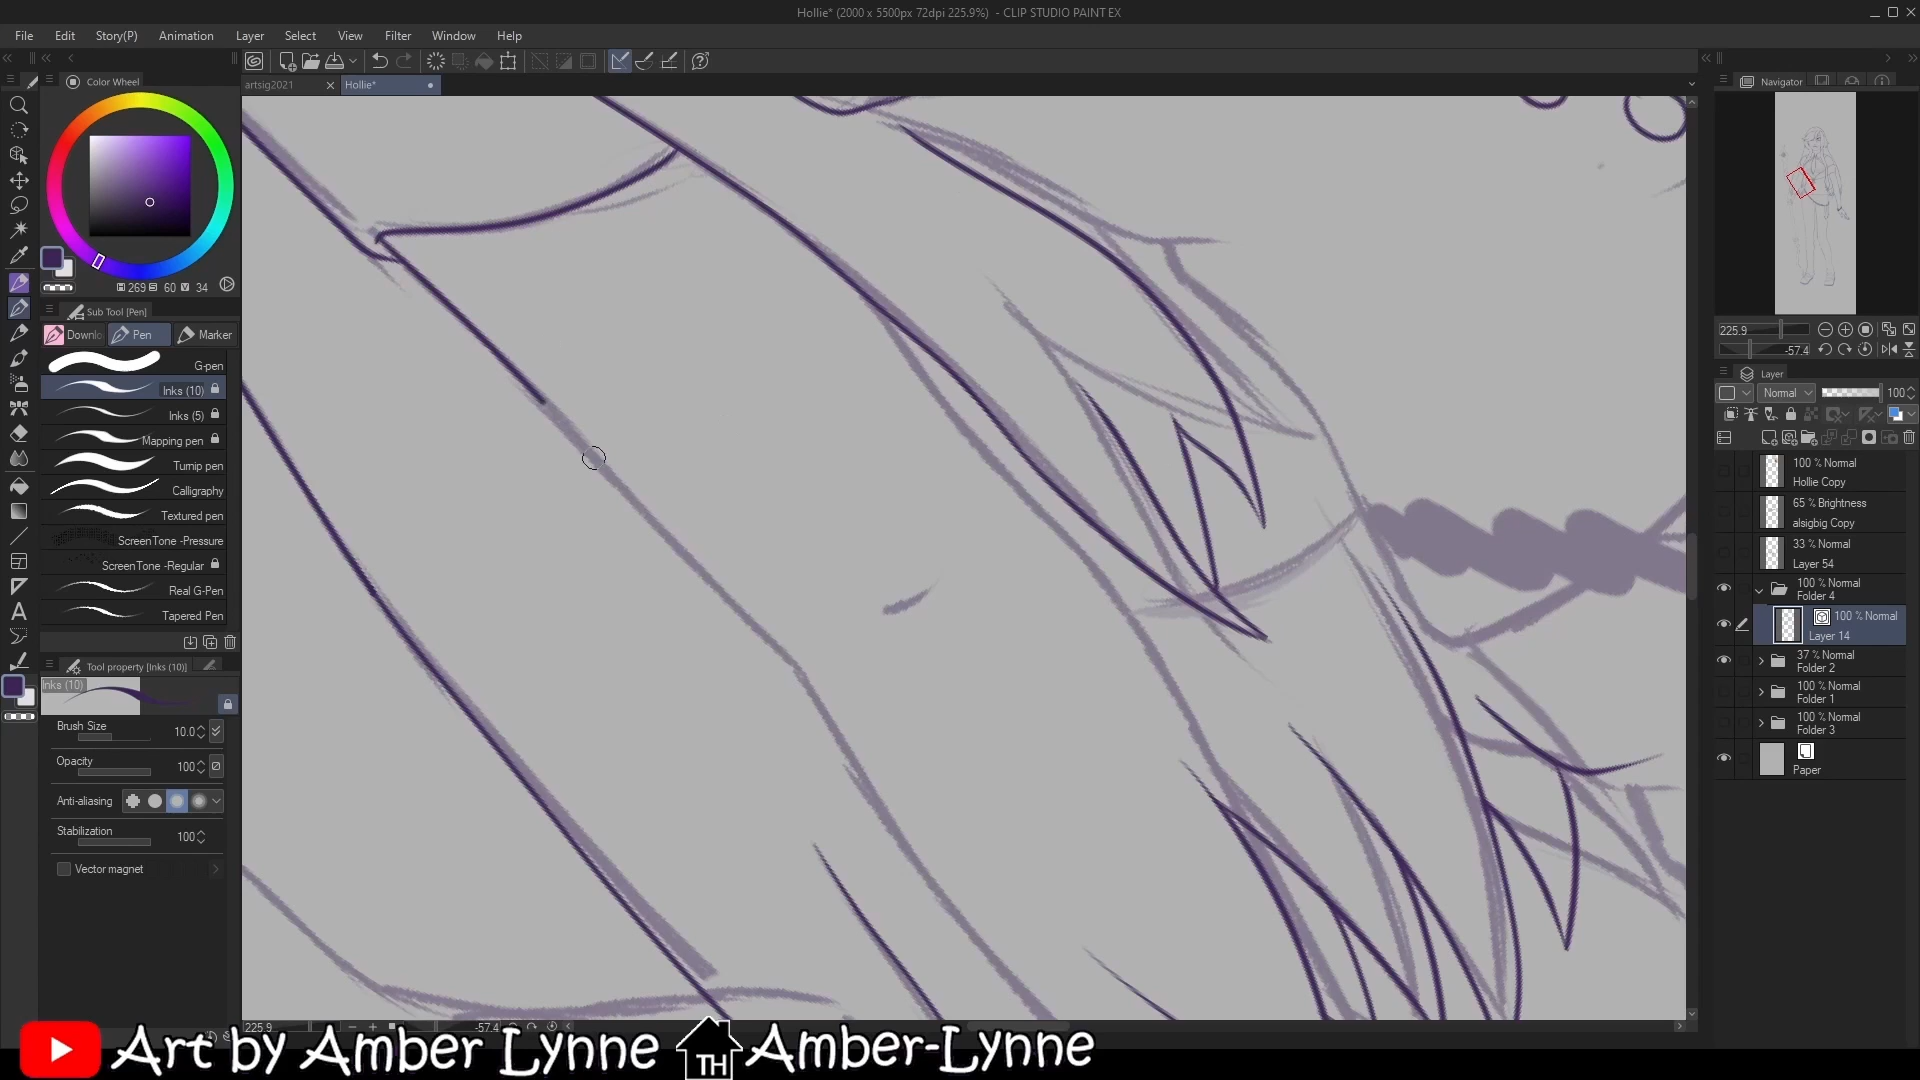 Hollie* (2000 x 5500px 72dpi 225.9%) - CLIP STUDIO PAINT EX
File Edit Story(P) Animation Layer Select View Filter Window Help
Color Wheel
artsig2021 Hollie*
Navigator
269 60 34
Sub Tool [Pen]
Downlo Pen Marker
G-pen
Inks (10)
Inks (5)
Mapping pen
Turnip pen
Calligraphy
Textured pen
ScreenTone -Pressure
ScreenTone -Regular
Real G-Pen
Tapered Pen
Tool property [Inks (10)]
Inks (10)
Brush Size 10.0
Opacity 100
Anti-aliasing
Stabilization 100
Vector magnet
225.9
-57.4
Layer
Normal 100
100 % Normal
Hollie Copy
65 % Brightness
alsigbig Copy
33 % Normal
Layer 54
100 % Normal
Folder 4
100 % Normal
Layer 14
37 % Normal
Folder 2
100 % Normal
Folder 1
100 % Normal
Folder 3
Paper
225.9 -57.4
Art by Amber Lynne TH Amber-Lynne